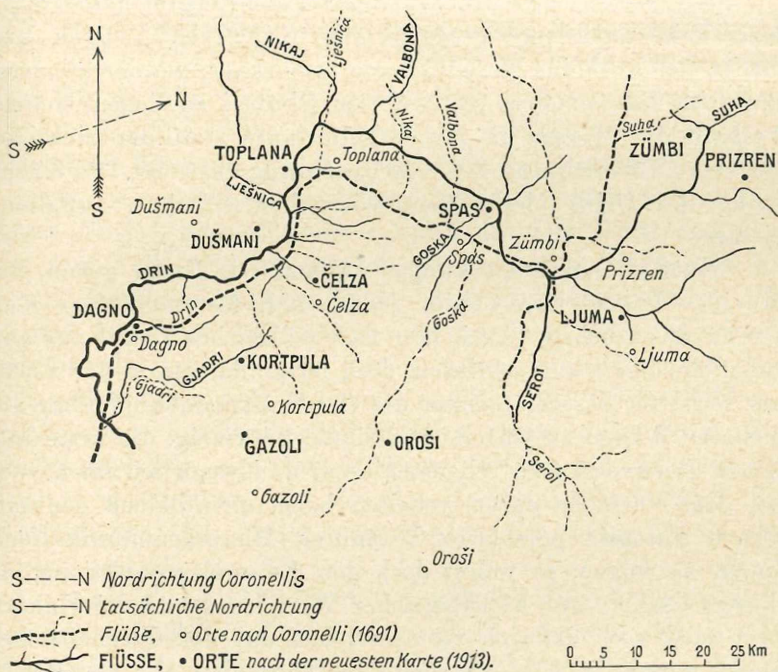 N
S N
S
NIKAJ
Lješnica
VALBONA
Nikaj
Valbona
Suha
SUHA
ZÜMBI
PRIZREN
TOPLANA
Toplana
LJEŠNICA
Dušmani
DUŠMANI
SPAS
GOSKA
Spas
Zümbi
Prizren
DRIN
Drin
ČELZA
Čelza
Goška
DAGNO
Dagno
LJUMA
Ljuma
GJADRI
Gjadri
KORTPULA
Kortpula
SEROI
Seroi
GAZOLI
Gazoli
OROŠI
Oroši
S-----N Nordrichtung Coronellis
S——N tatsächliche Nordrichtung
Flüße, ° Orte nach Coronelli (1691)
FlÜSSE, • ORTE nach der neuesten Karte (1913).
0 5 10 15 20 25 Km